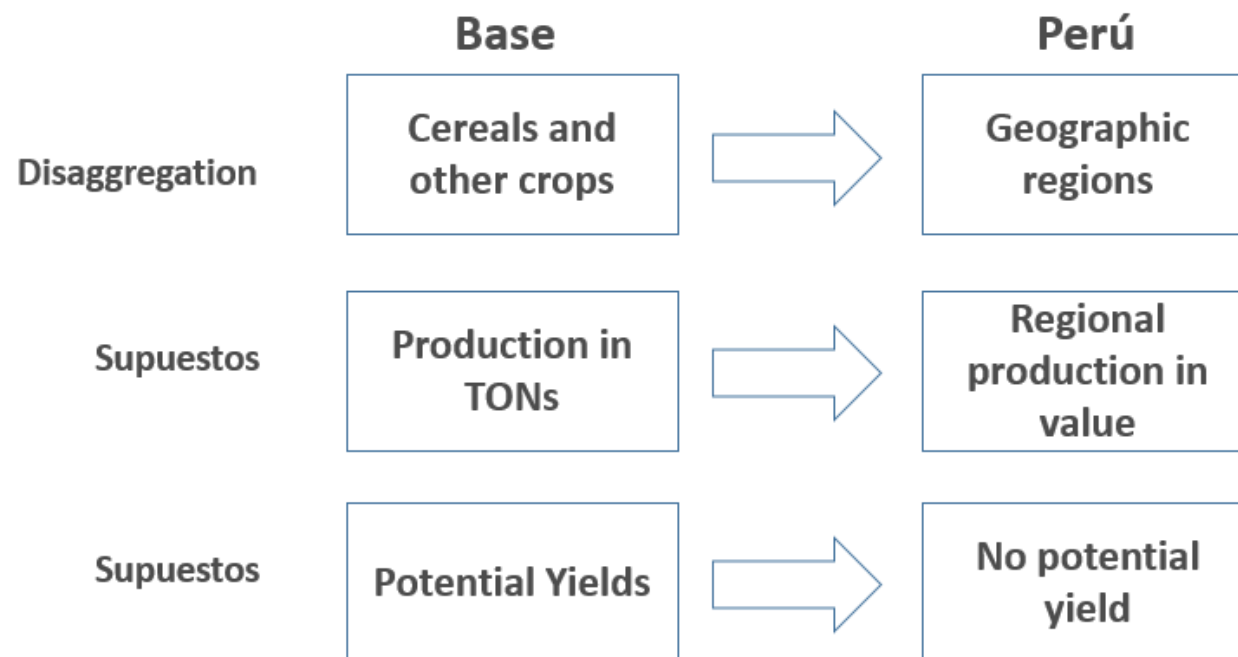 Base
Perú
Disaggregation
Cereals and
other crops
Geographic
regions
Supuestos
Production in
TONs
Regional
production in
value
Supuestos
Potential Yields
No potential
yield